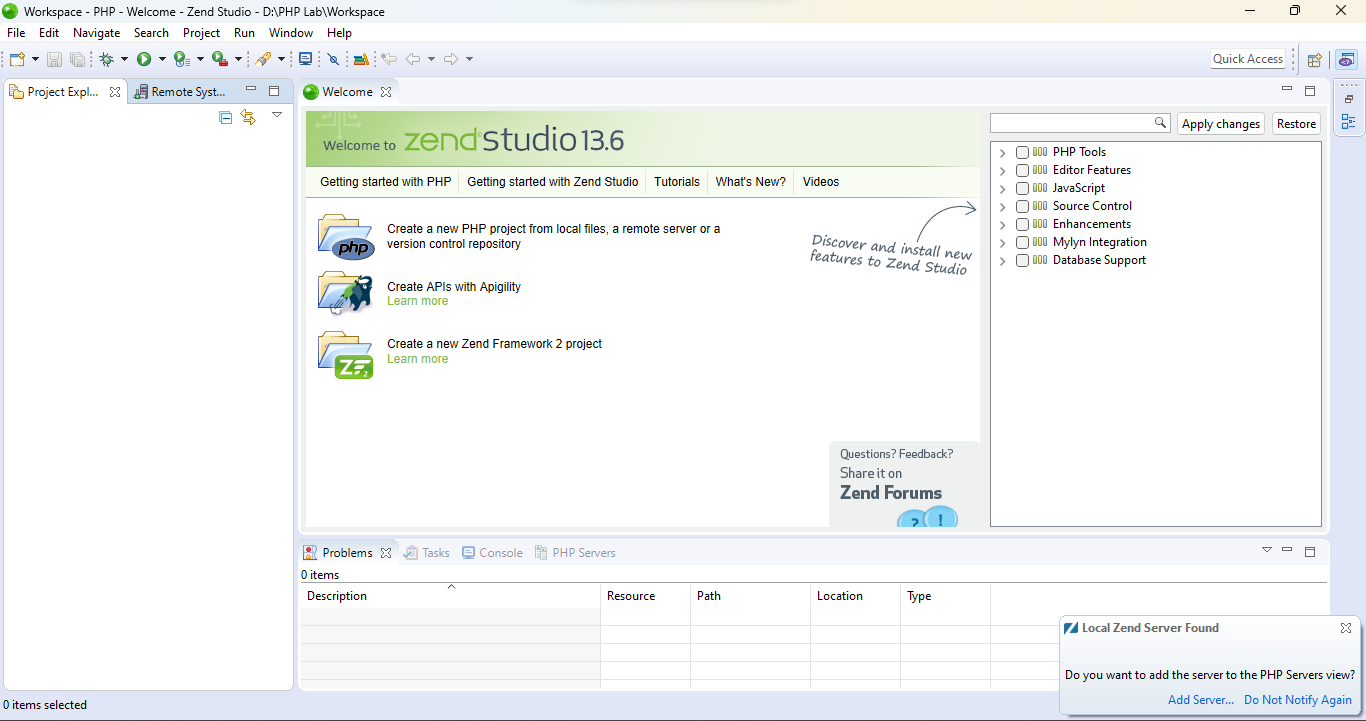 Workspace - PHP - Welcome - Zend Studio - D:\PHP Lab\Workspace
File Edit Navigate Search Project Run Window Help
Quick Access
Project Expl...
Remote Syst...
Welcome
Welcome to zend Studio 13.6
Getting started with PHP
Getting started with Zend Studio
Tutorials
What's New?
Videos
Create a new PHP project from local files, a remote server or a
version control repository
php
Create APIs with Apigility
Learn more
Create a new Zend Framework 2 project
Learn more
ZF2
Discover and install new
features to Zend Studio
Questions? Feedback?
Share it on
Zend Forums
? !
Apply changes
Restore
PHP Tools
Editor Features
JavaScript
Source Control
Enhancements
Mylyn Integration
Database Support
Problems
Tasks
Console
PHP Servers
0 items
Description Resource Path Location Type
Local Zend Server Found
Do you want to add the server to the PHP Servers view?
Add Server... Do Not Notify Again
0 items selected